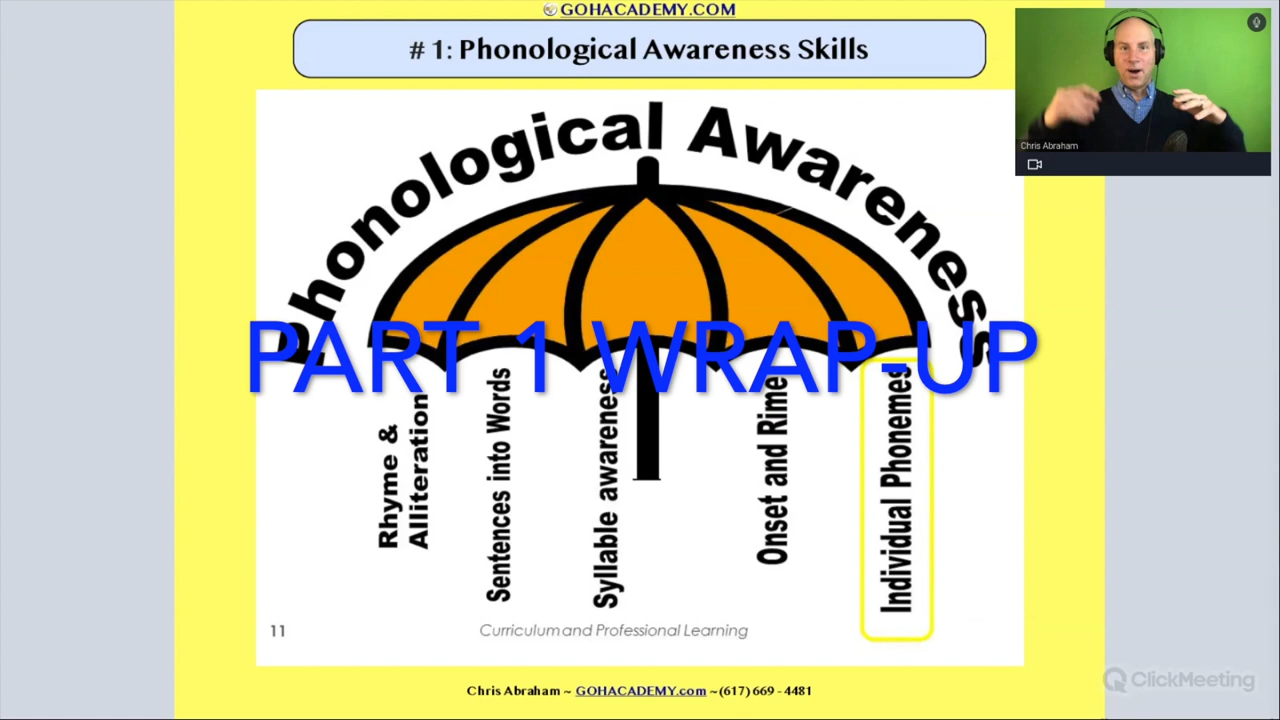 GOHACADEMY.COM
# 1: Phonological Awareness Skills
Chris Abraham
Phonological Awareness
PART 1 WRAP-UP
Rhyme &
Alliteration
Sentences into Words
Syllable awareness
Onset and Rime
Individual Phonemes
11
Curriculum and Professional Learning
Chris Abraham ~ GOHACADEMY.com ~(617) 669 - 4481
ClickMeeting